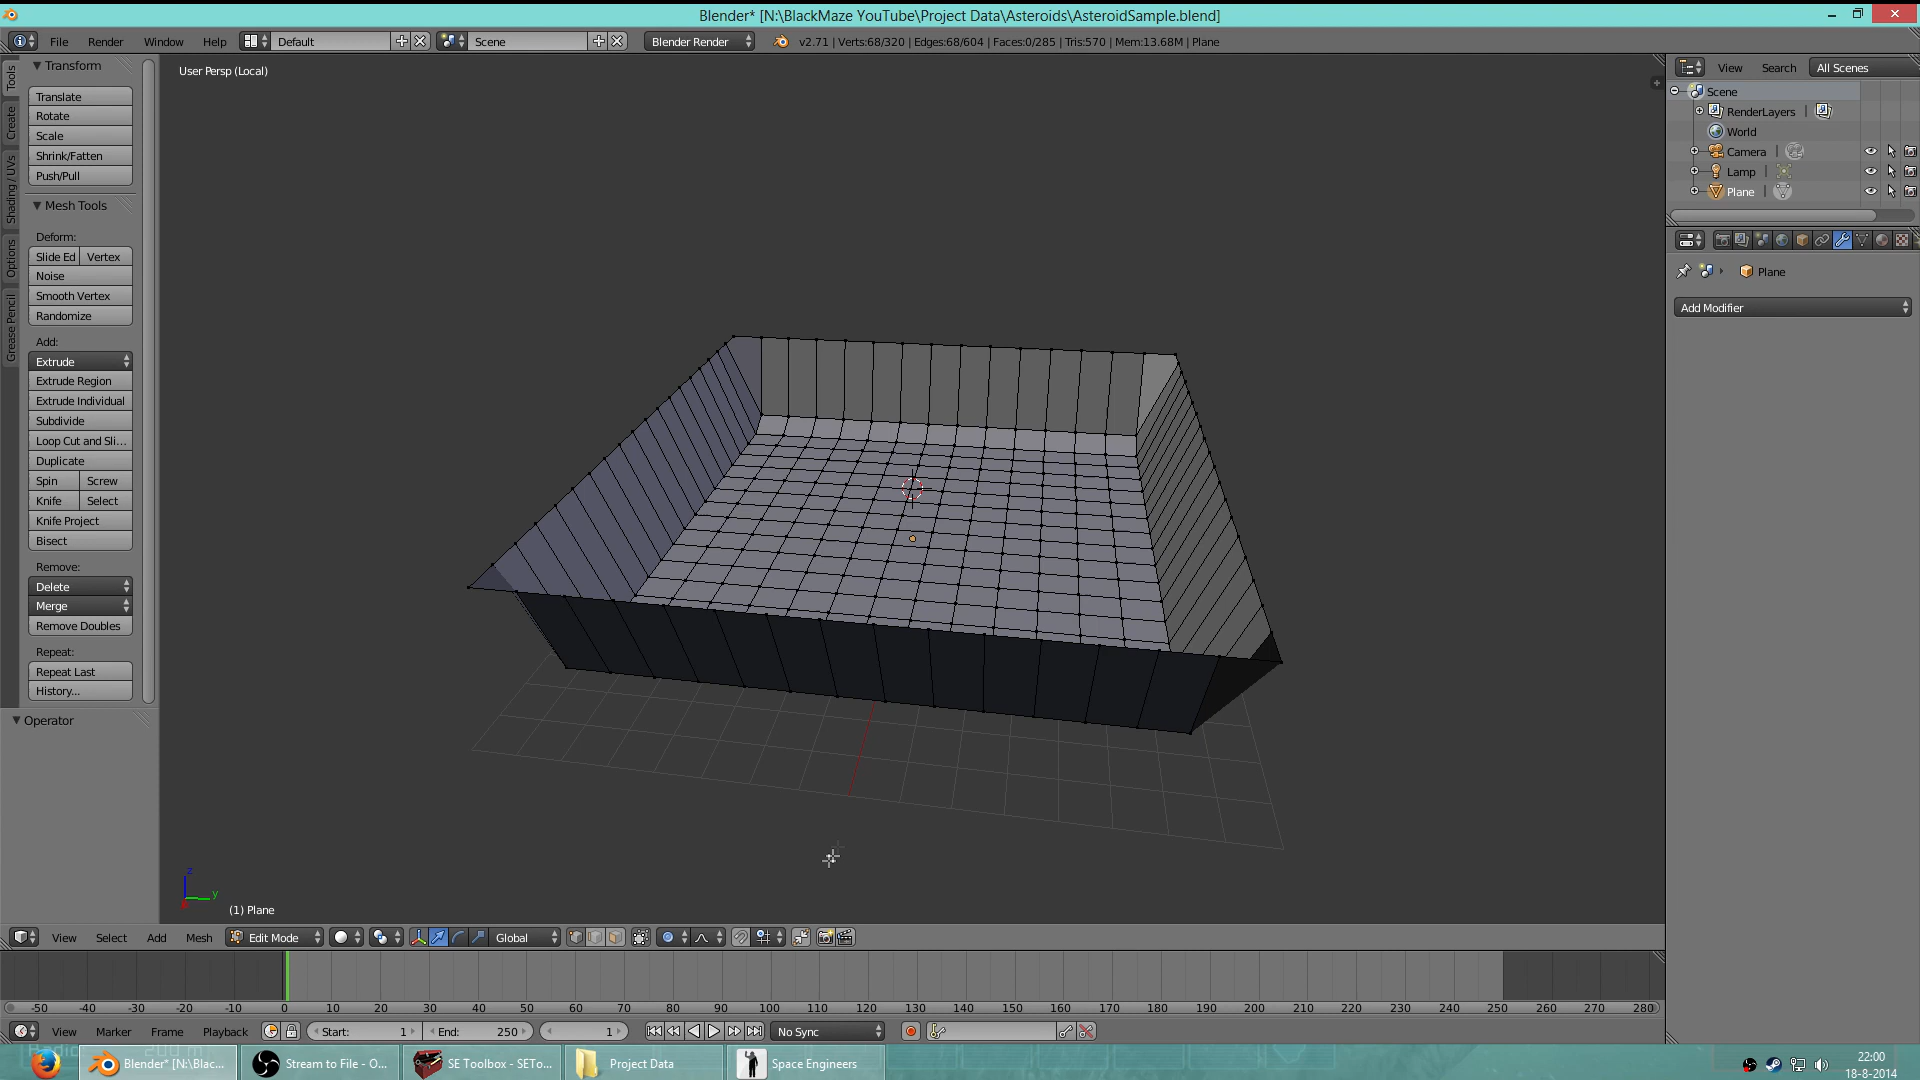 Blender* [N:\BlackMaze YouTube\Project Data\Asteroids\AsteroidSample.blend]
File Render Window Help Default Scene Blender Render v2.71 | Verts:68/320 | Edges:68/604 | Faces:0/285 | Tris:570 | Mem:13.68M | Plane
Tools
Create
Shading / UVs
Options
Grease Pencil
Transform
Translate
Rotate
Scale
Shrink/Fatten
Push/Pull
Mesh Tools
Deform:
Slide Ed Vertex
Noise
Smooth Vertex
Randomize
Add:
Extrude
Extrude Region
Extrude Individual
Subdivide
Loop Cut and Sli...
Duplicate
Spin Screw
Knife Select
Knife Project
Bisect
Remove:
Delete
Merge
Remove Doubles
Repeat:
Repeat Last
History...
Operator
User Persp (Local)
z
y
(1) Plane
View Search All Scenes
Scene
RenderLayers
World
Camera
Lamp
Plane
Plane
Add Modifier
View Select Add Mesh Edit Mode Global
-50 -40 -30 -20 -10 0 10 20 30 40 50 60 70 80 90 100 110 120 130 140 150 160 170 180 190 200 210 220 230 240 250 260 270 280
View Marker Frame Playback Start: 1 End: 250 1 No Sync
Blender* [N:\Blac... Stream to File - O... SE Toolbox - SETo... Project Data Space Engineers
22:00
18-8-2014